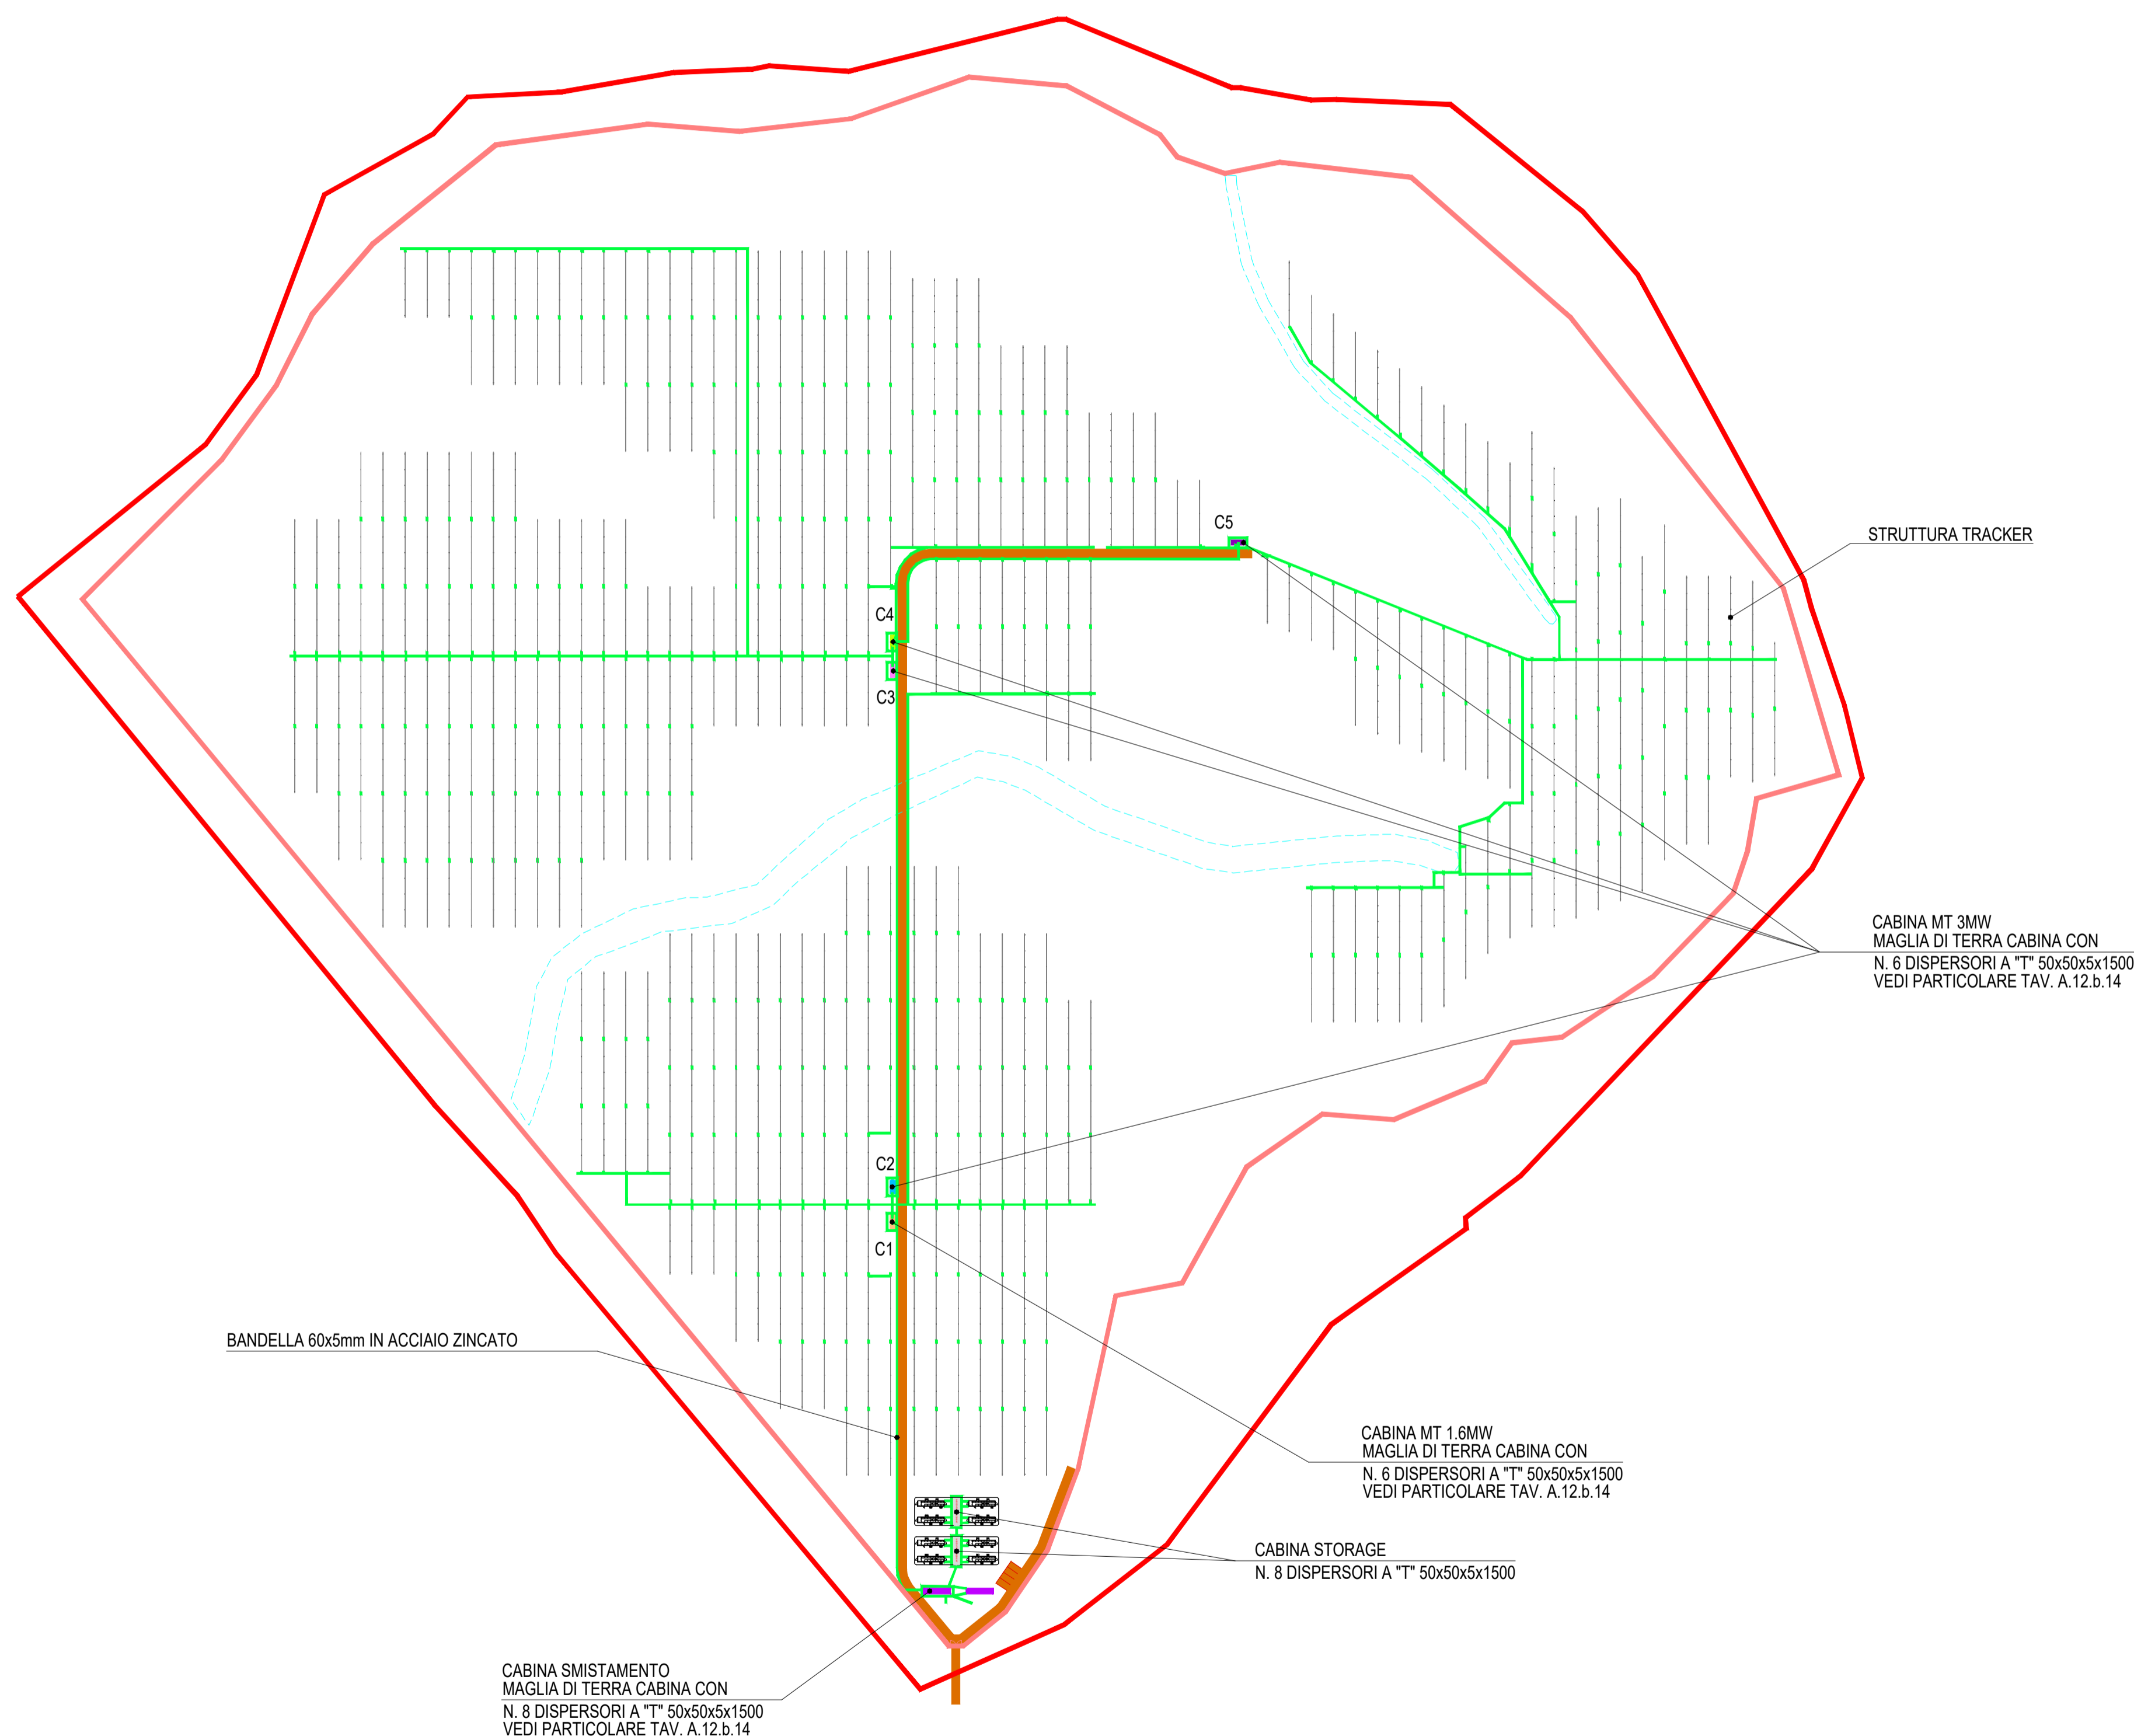 C5
STRUTTURA TRACKER
C4
C3
CABINA MT 3MW
MAGLIA DI TERRA CABINA CON
N. 6 DISPERSORI A "T" 50x50x5x1500
VEDI PARTICOLARE TAV. A.12.b.14
C2
C1
BANDELLA 60x5mm IN ACCIAIO ZINCATO
CABINA MT 1.6MW
MAGLIA DI TERRA CABINA CON
N. 6 DISPERSORI A "T" 50x50x5x1500
VEDI PARTICOLARE TAV. A.12.b.14
CABINA STORAGE
N. 8 DISPERSORI A "T" 50x50x5x1500
CABINA SMISTAMENTO
MAGLIA DI TERRA CABINA CON
N. 8 DISPERSORI A "T" 50x50x5x1500
VEDI PARTICOLARE TAV. A.12.b.14